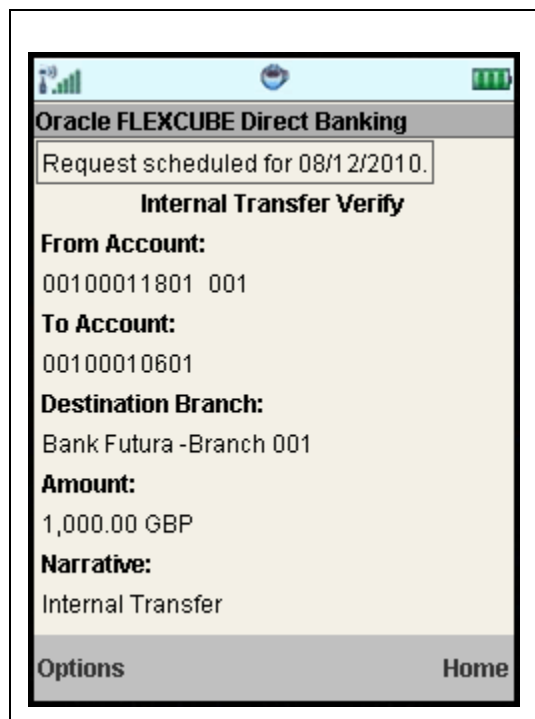 Oracle FLEXCUBE Direct Banking
Request scheduled for 08/12/2010.
Internal Transfer Verify
From Account:
00100011801 001
To Account:
00100010601
Destination Branch:
Bank Futura -Branch 001
Amount:
1,000.00 GBP
Narrative:
Internal Transfer
Options Home